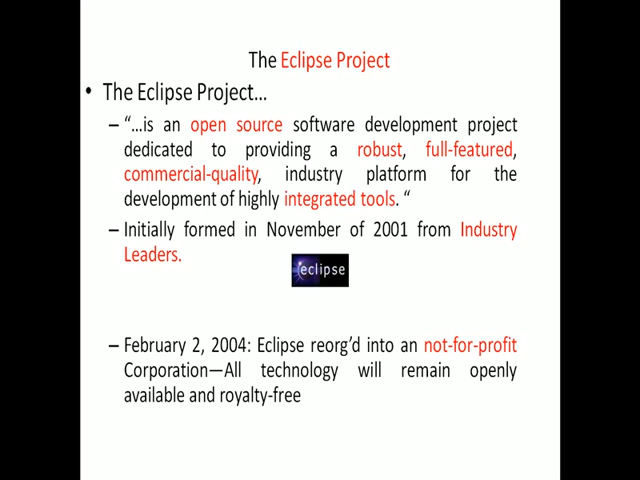 The Eclipse Project
• The Eclipse Project...
– “...is an open source software development project
dedicated to providing a robust, full-featured,
commercial-quality, industry platform for the
development of highly integrated tools. “
– Initially formed in November of 2001 from Industry
Leaders.
eclipse
– February 2, 2004: Eclipse reorg’d into an not-for-profit
Corporation—All technology will remain openly
available and royalty-free